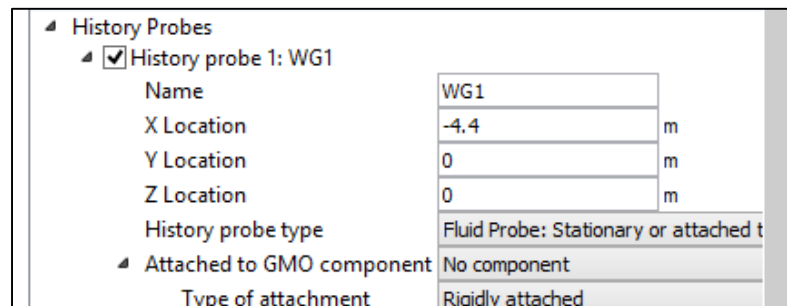 History Probes
History probe 1: WG1
Name WG1
X Location -4.4 m
Y Location 0 m
Z Location 0 m
History probe type Fluid Probe: Stationary or attached t
Attached to GMO component No component
Type of attachment Rigidly attached